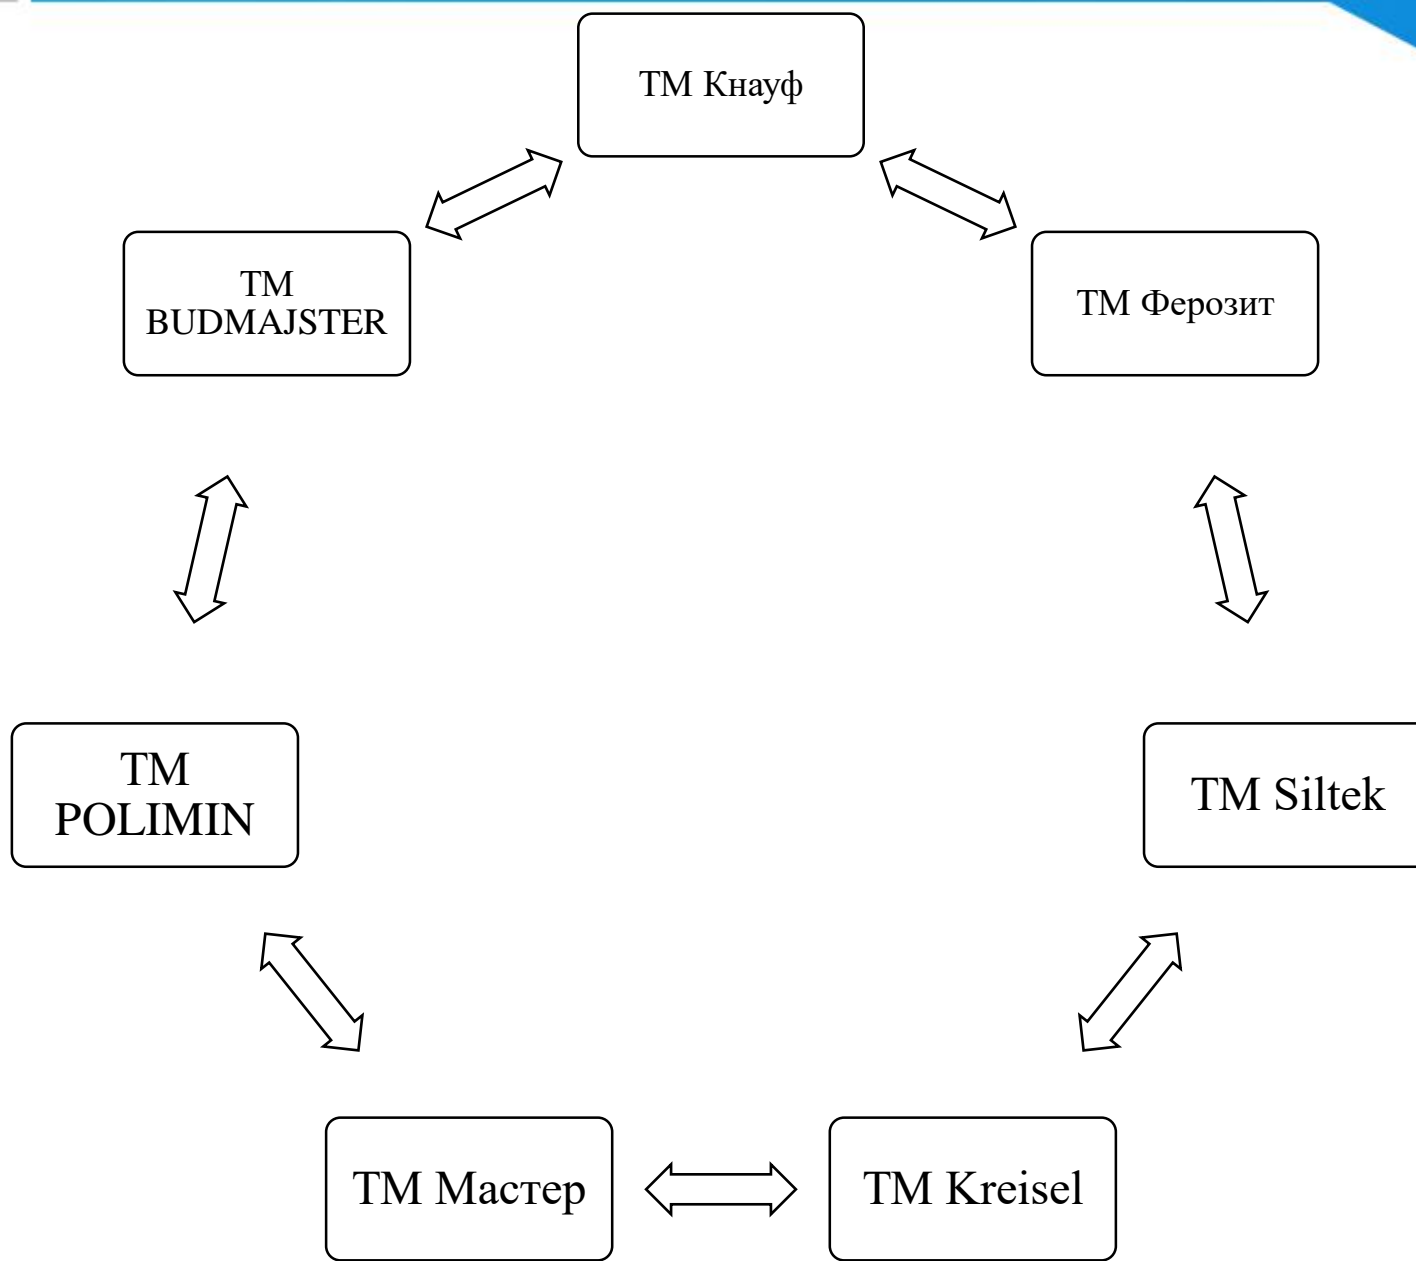 ТМ Кнауф
ТМ Ферозит
ТМ Siltek
ТМ Kreisel
ТМ Мастер
ТМ
POLIMIN
ТМ
BUDMAJSTER